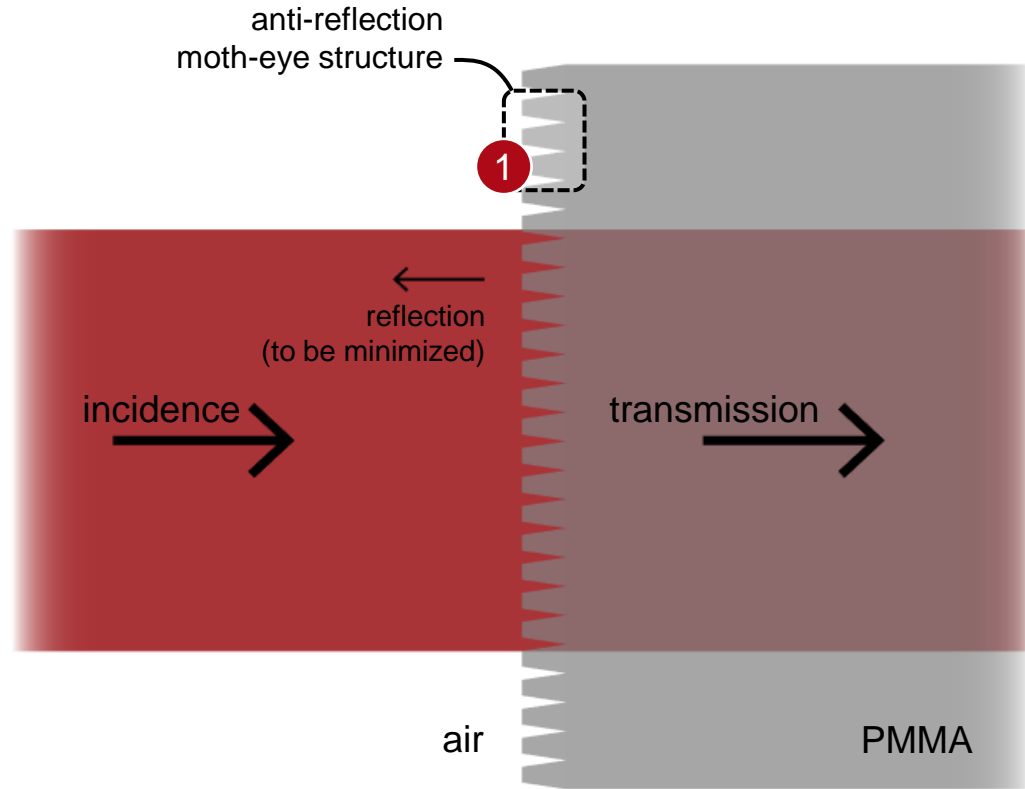 anti-reflection
moth-eye structure
1
reflection
(to be minimized)
incidence
transmission
air
PMMA